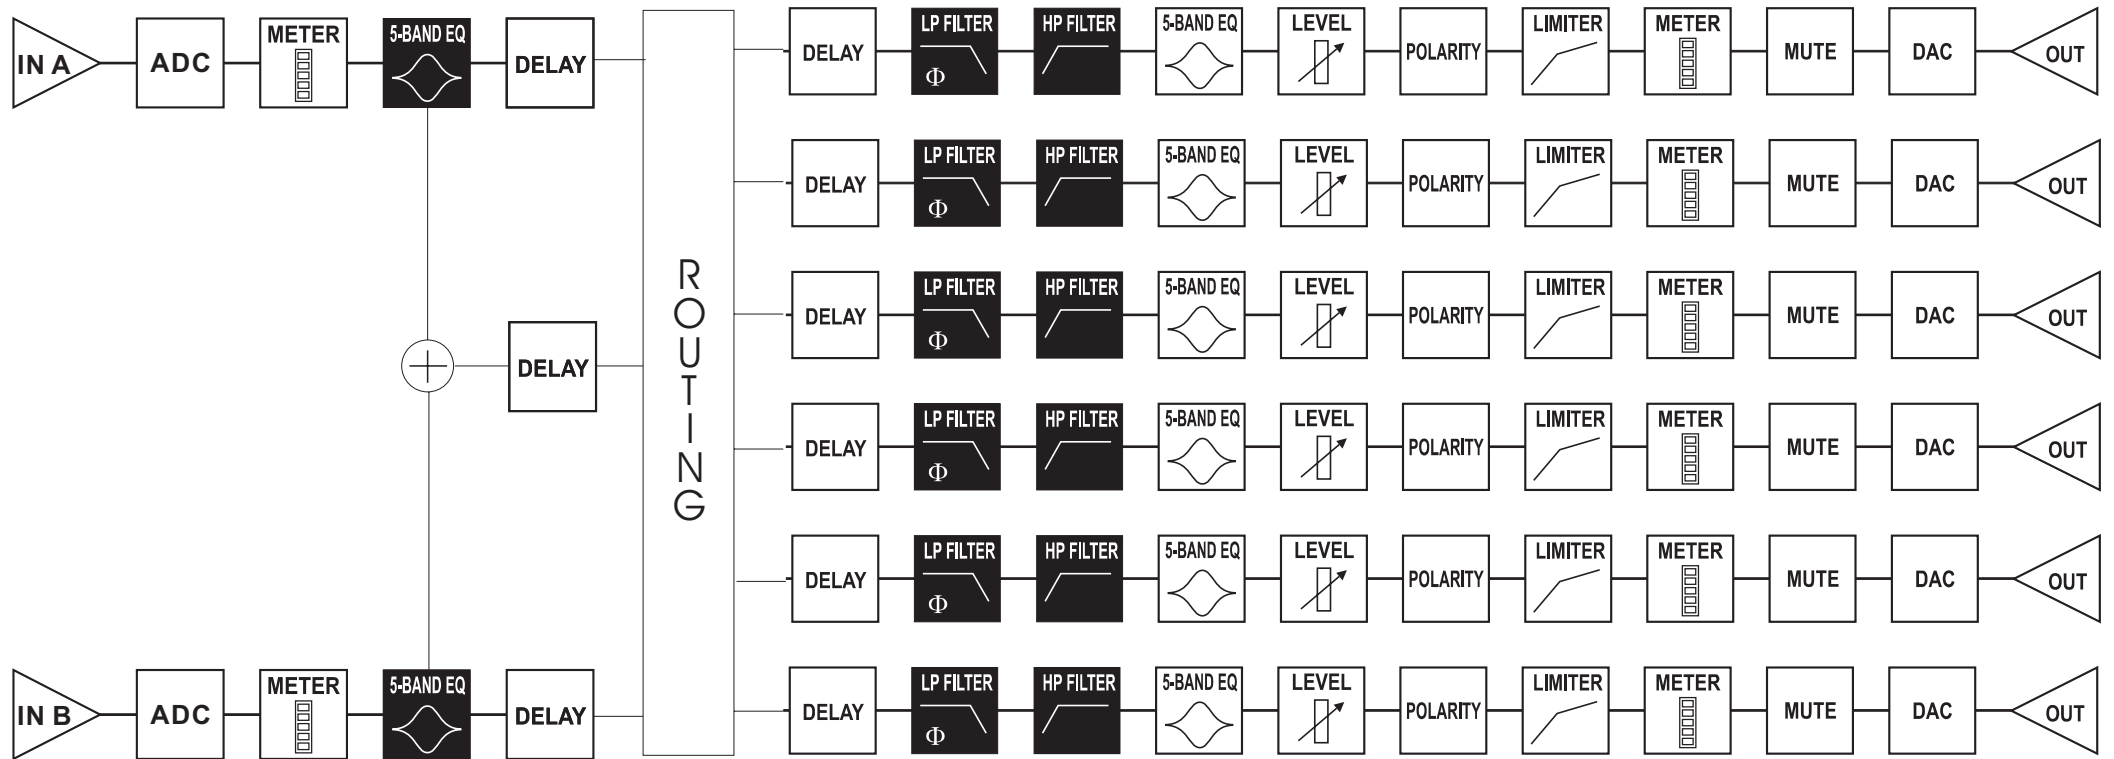 IN A ADC METER 5-BAND EQ DELAY
DELAY LP FILTER Φ HP FILTER 5-BAND EQ LEVEL POLARITY LIMITER METER MUTE DAC OUT
DELAY LP FILTER Φ HP FILTER 5-BAND EQ LEVEL POLARITY LIMITER METER MUTE DAC OUT
DELAY LP FILTER Φ HP FILTER 5-BAND EQ LEVEL POLARITY LIMITER METER MUTE DAC OUT
DELAY
ROUTING
DELAY LP FILTER Φ HP FILTER 5-BAND EQ LEVEL POLARITY LIMITER METER MUTE DAC OUT
DELAY LP FILTER Φ HP FILTER 5-BAND EQ LEVEL POLARITY LIMITER METER MUTE DAC OUT
IN B ADC METER 5-BAND EQ DELAY
DELAY LP FILTER Φ HP FILTER 5-BAND EQ LEVEL POLARITY LIMITER METER MUTE DAC OUT